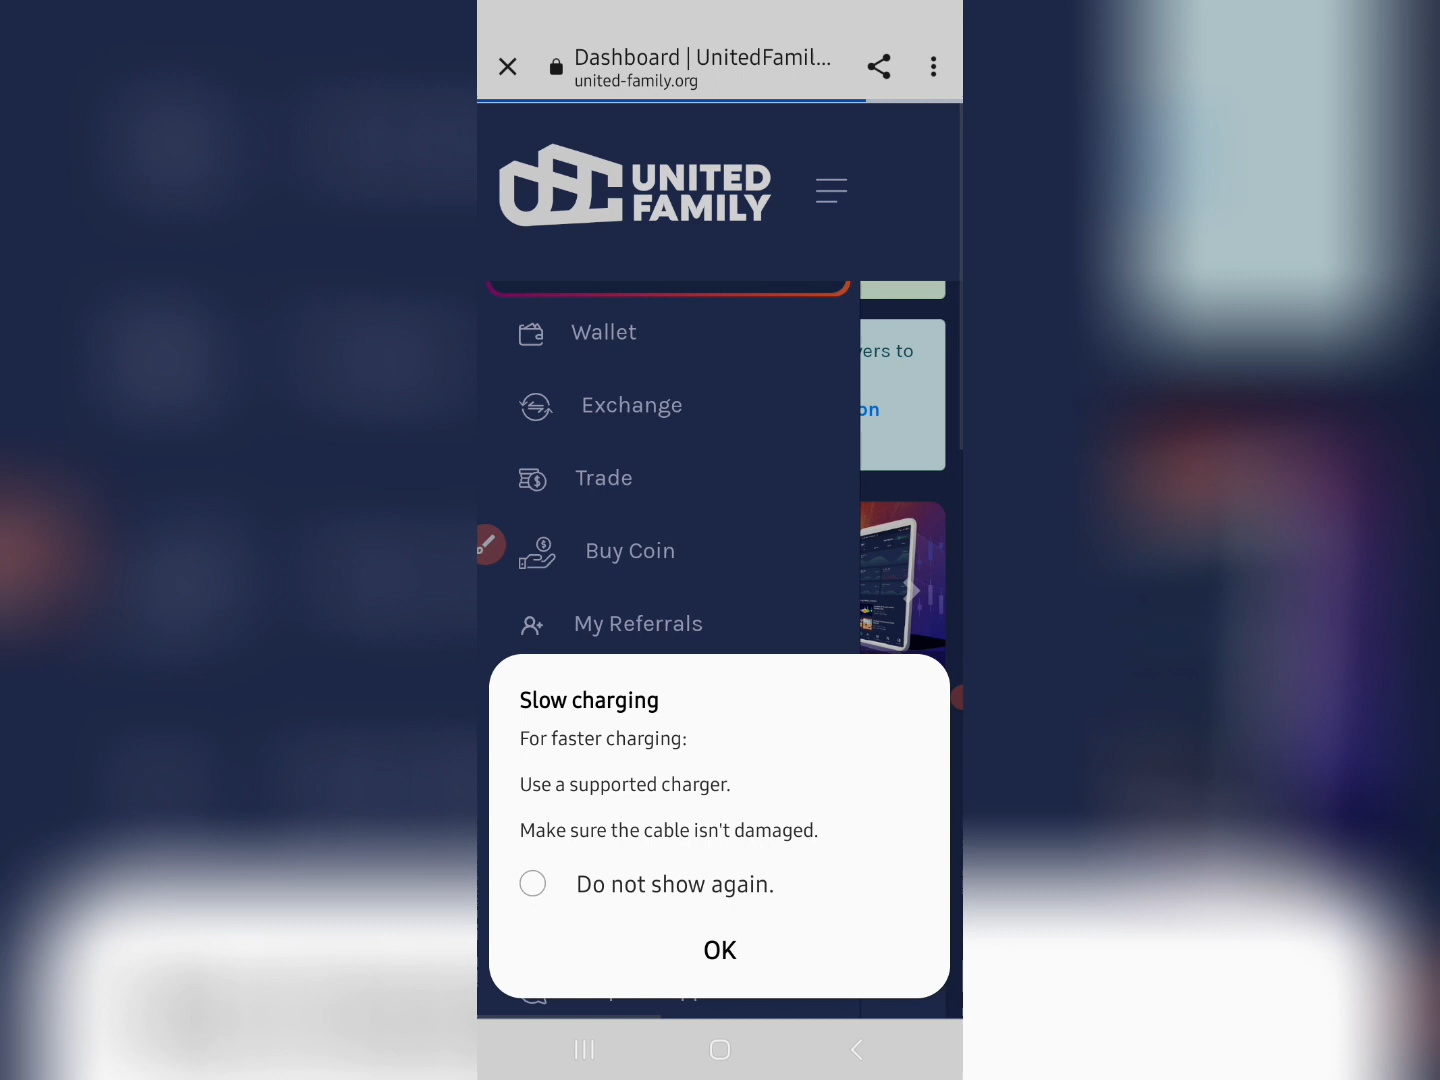 Dashboard | UnitedFamil...
united-family.org
UNITED
FAMILY
Wallet
vers to
Exchange
on
Trade
Buy Coin
My Referrals
Slow charging
For faster charging:
Use a supported charger.
Make sure the cable isn't damaged.
Do not show again.
OK